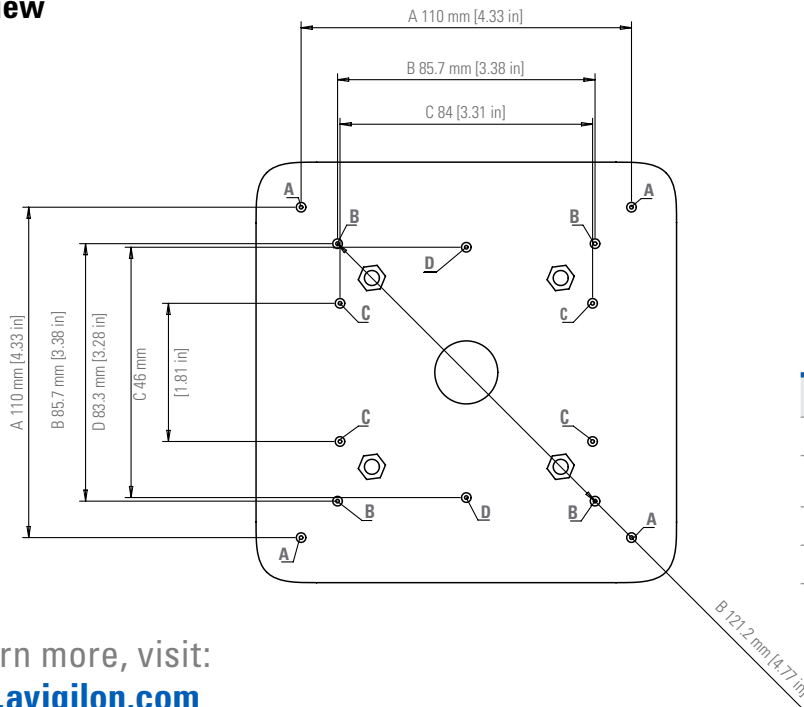 iew
A 110 mm [4.33 in]
B 85.7 mm [3.38 in]
C 84 [3.31 in]
A
A
B
B
D
C
C
A 110 mm [4.33 in]
B 85.7 mm [3.38 in]
D 83.3 mm [3.28 in]
C 46 mm
[1.81 in]
C
C
B
D
B
A
A
B 121.2 mm [4.77 in]
rn more, visit:
.avigilon.com